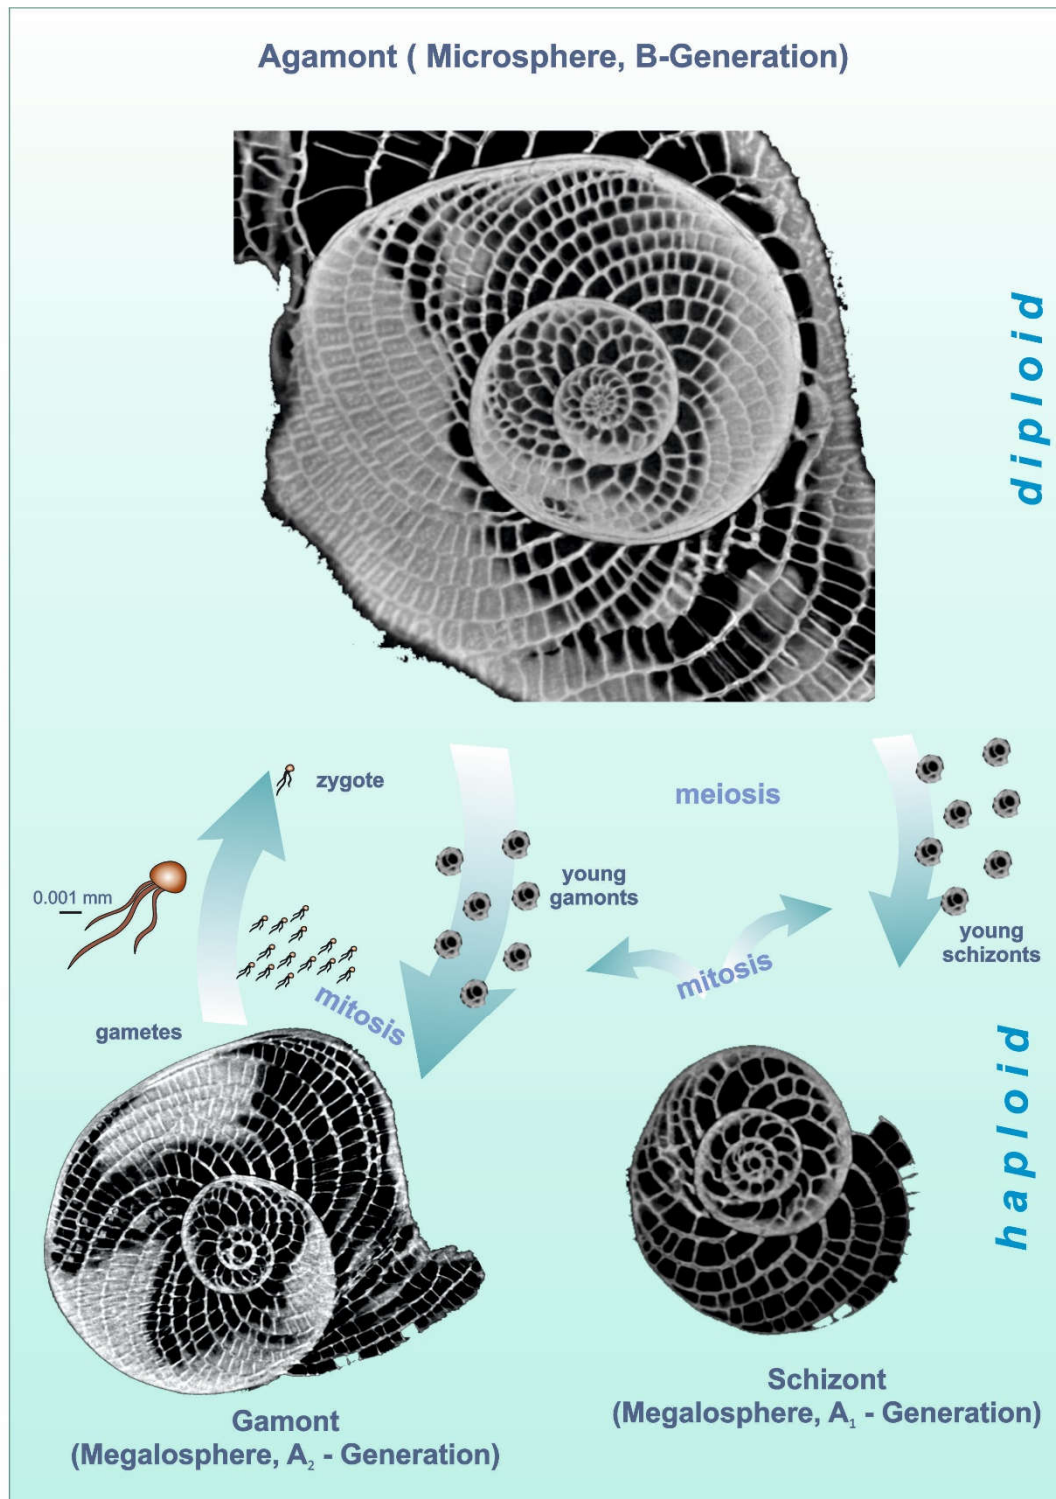 Agamont ( Microsphere, B-Generation)
diploid
zygote
meiosis
0.001 mm
young
gamonts
young
schizonts
mitosis
mitosis
gametes
haploid
Schizont
(Megalosphere, A₁ - Generation)
Gamont
(Megalosphere, A₂ - Generation)